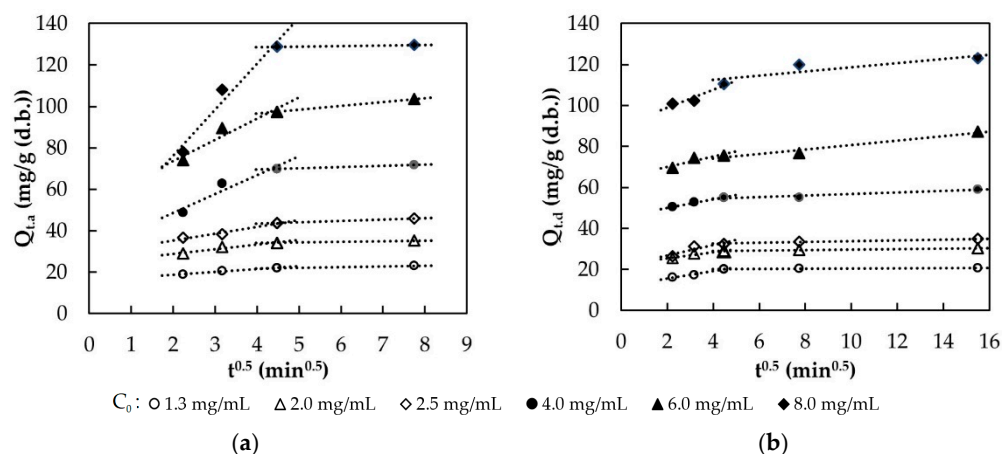 140
120
100
80
60
40
20
0
Q_{t.a} (mg/g (d.b.))
0 1 2 3 4 5 6 7 8 9
t^{0.5} (min^{0.5})
140
120
100
80
60
40
20
0
Q_{t.d} (mg/g (d.b.))
0 2 4 6 8 10 12 14 16
t^{0.5} (min^{0.5})
C_0: ○ 1.3 mg/mL △ 2.0 mg/mL ◇ 2.5 mg/mL ● 4.0 mg/mL ▲ 6.0 mg/mL ◆ 8.0 mg/mL
(a) (b)